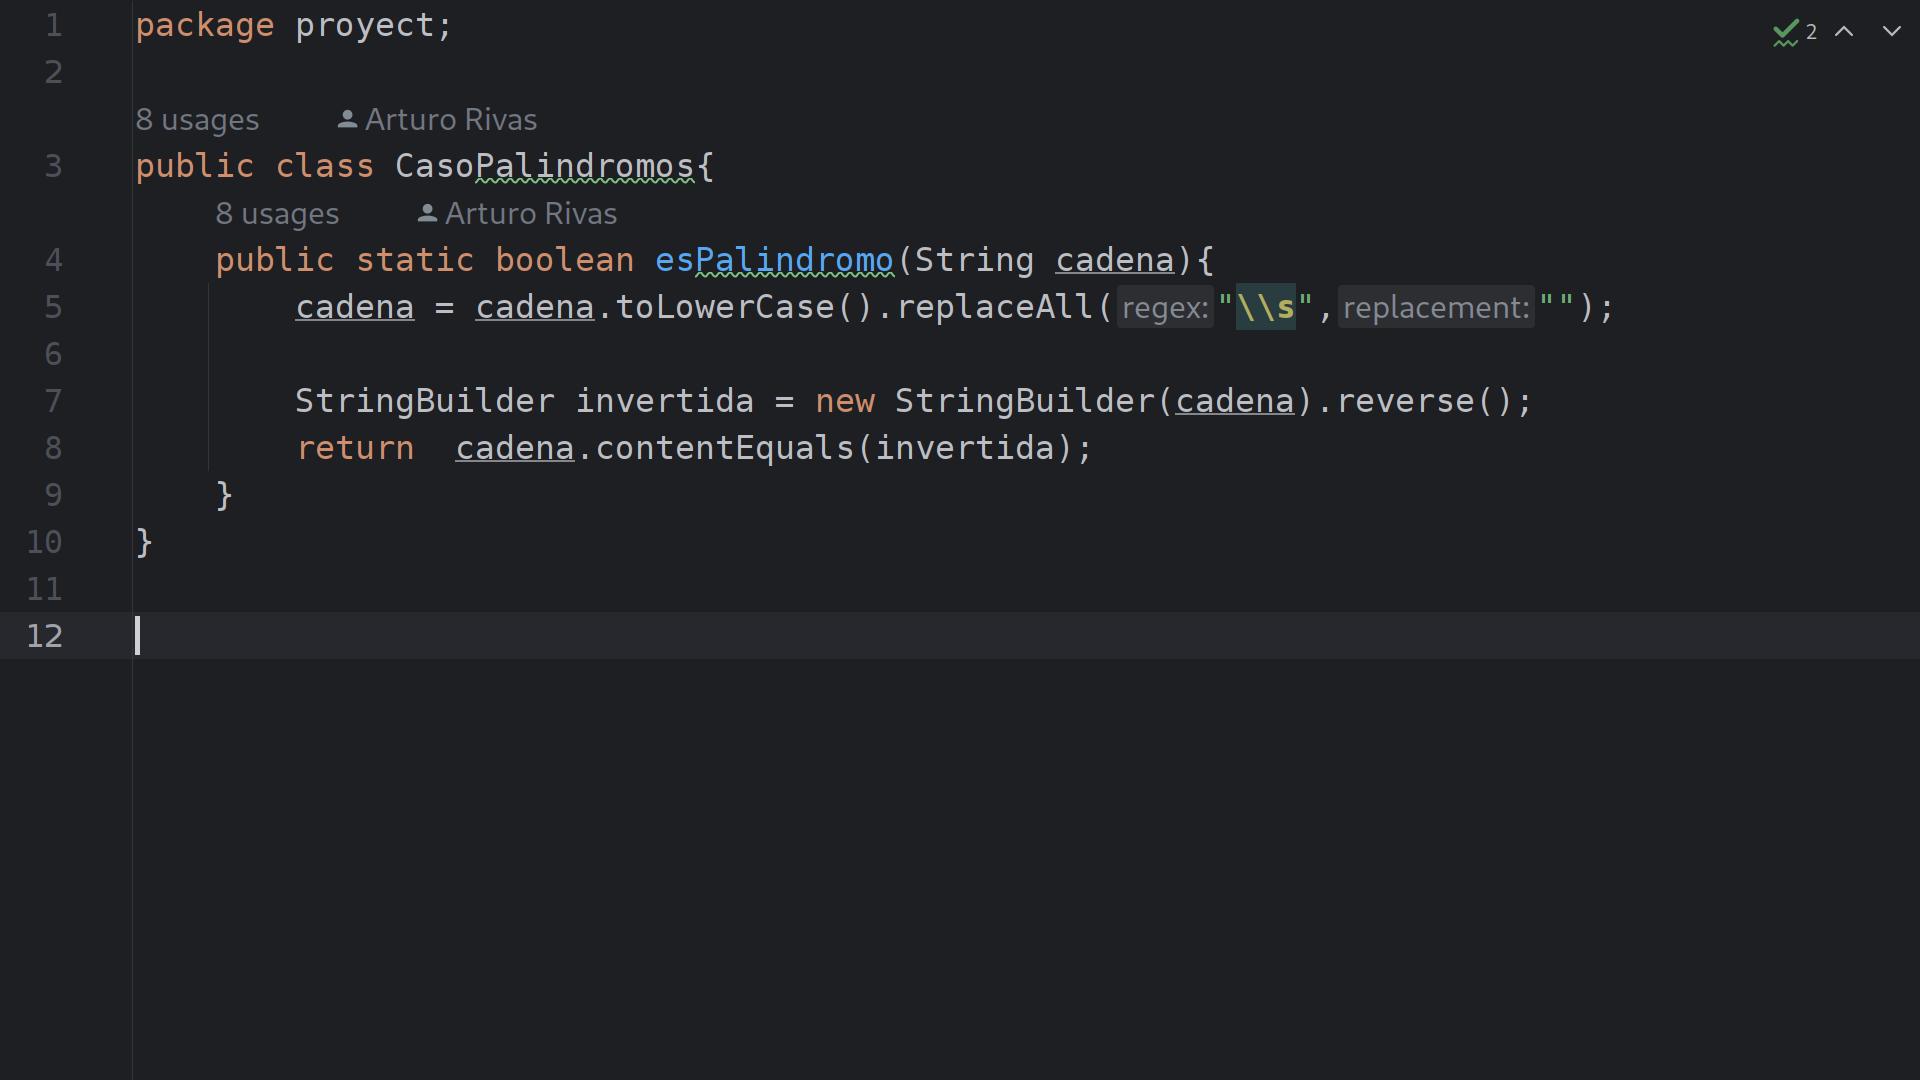 1 package proyect; 2
2
8 usages Arturo Rivas
3 public class CasoPalindromos{
8 usages Arturo Rivas
4 public static boolean esPalindromo(String cadena){
5 cadena = cadena.toLowerCase().replaceAll( regex: "\\s", replacement: "");
6
7 StringBuilder invertida = new StringBuilder(cadena).reverse();
8 return  cadena.contentEquals(invertida);
9 }
10 }
11
12